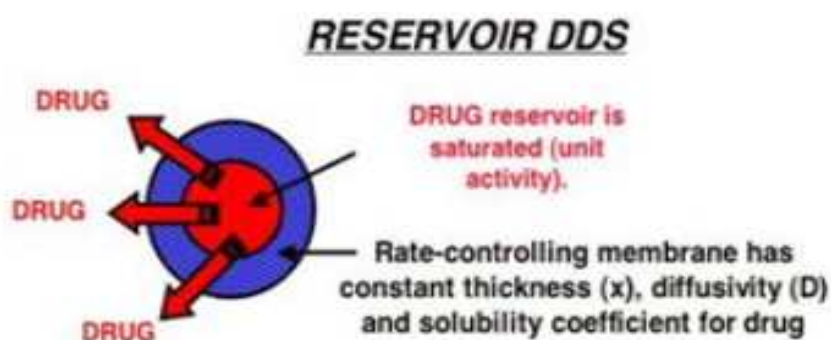 RESERVOIR DDS
DRUG
DRUG reservoir is
saturated (unit
activity).
DRUG
Rate-controlling membrane has
constant thickness (x), diffusivity (D)
and solubility coefficient for drug
DRUG